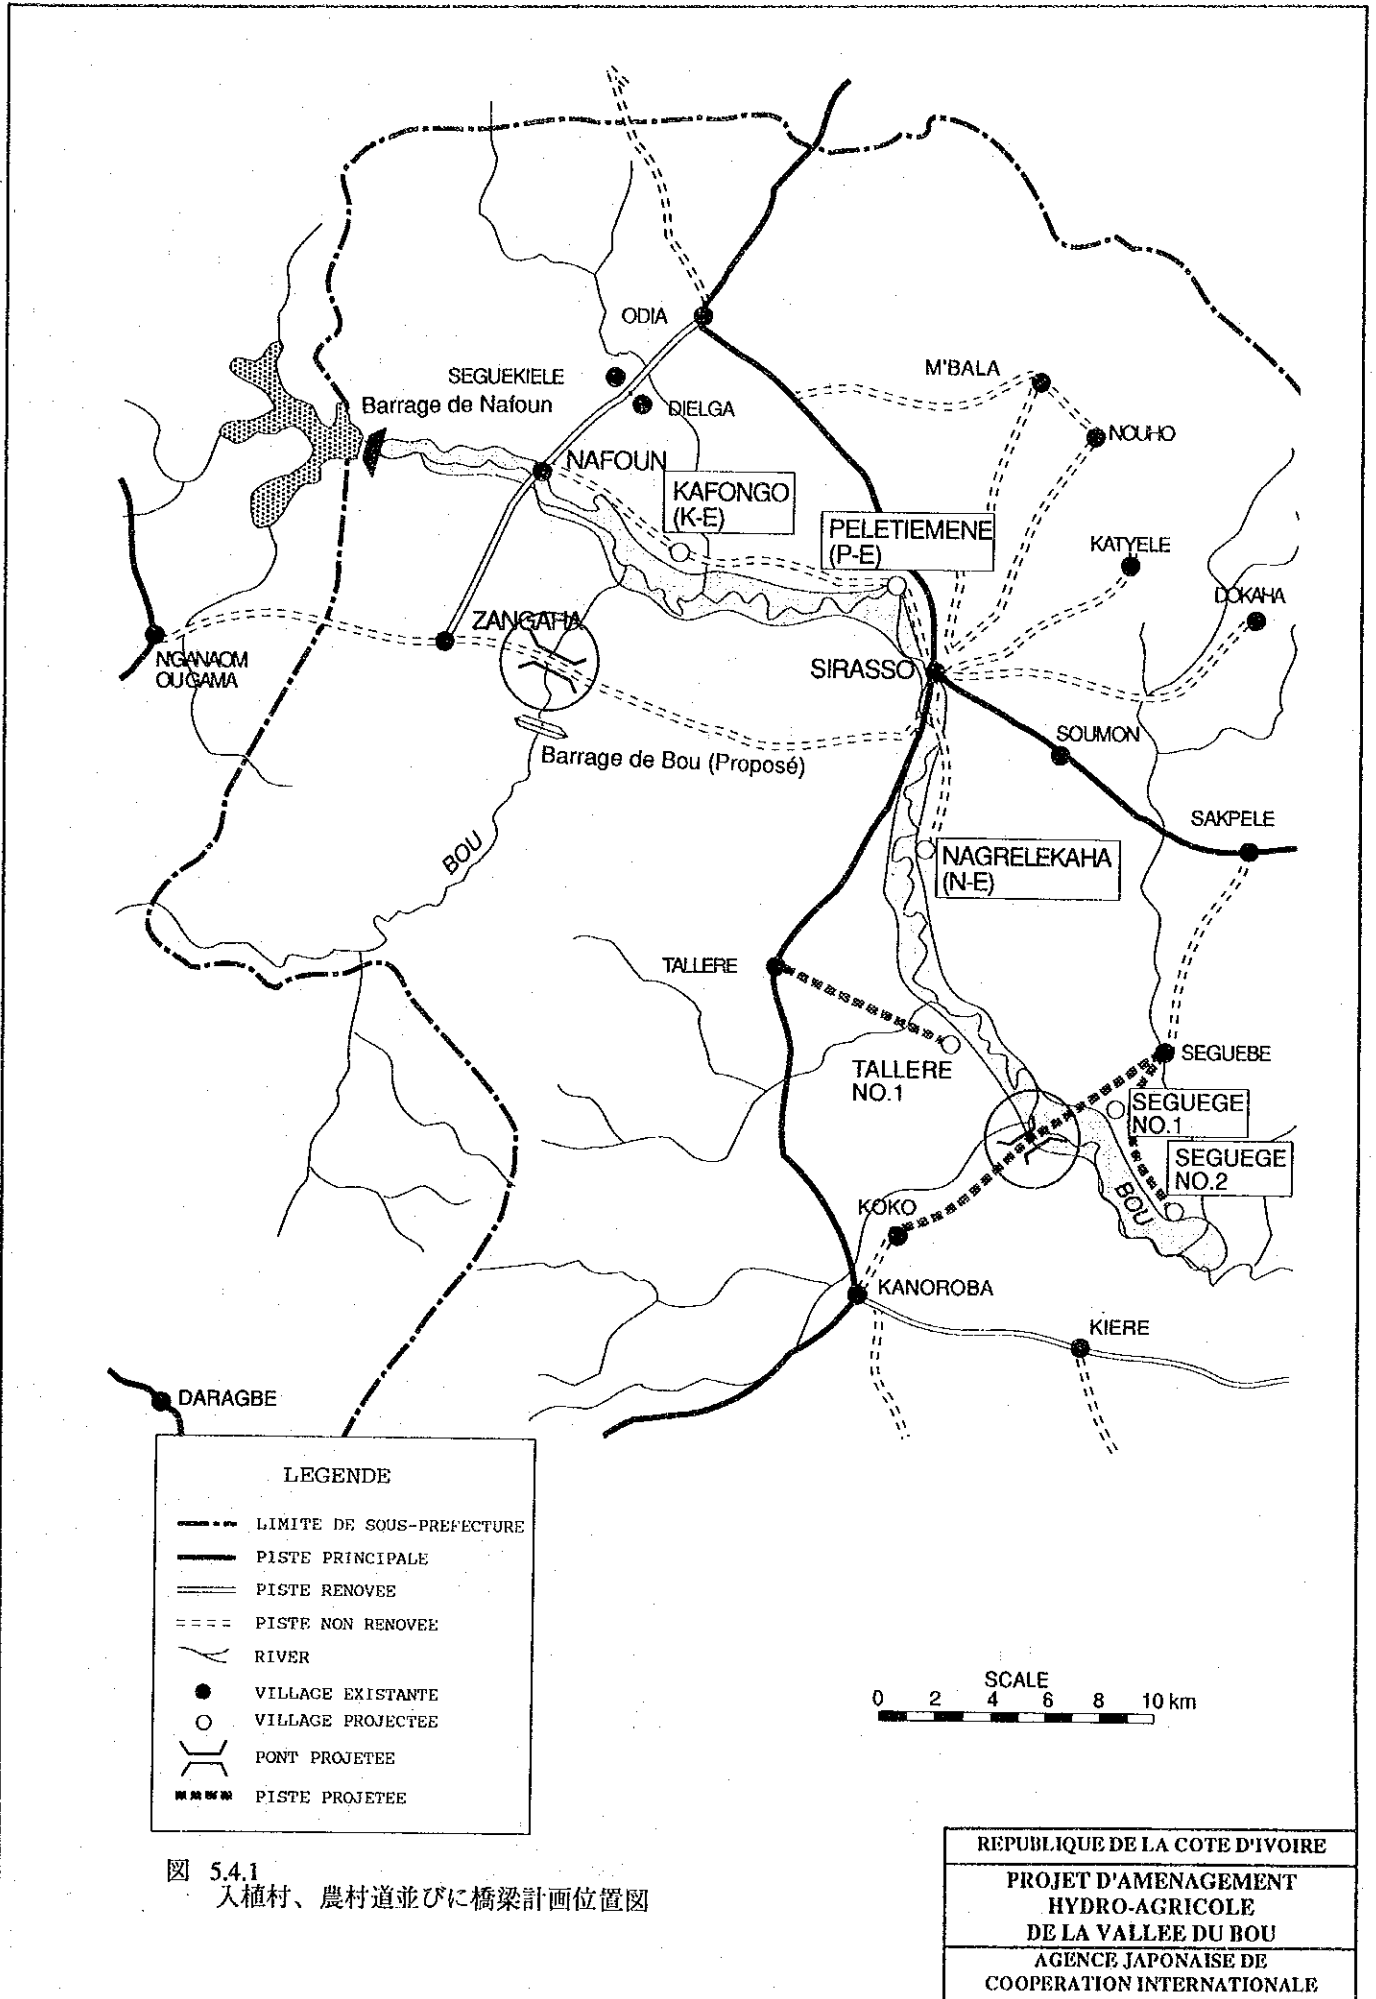 ODIA
SEGUEKIELE
M'BALA
Barrage de Nafoun
DIELGA
NOUHO
NAFOUN
KAFONGO
(K-E)
PELETIEMENE
(P-E)
KATYELE
DOKAHA
ZANGAHA
N'GANAOM
OUGAMA
SIRASSO
SOUMON
Barrage de Bou (Proposé)
SAKPELE
BOU
NAGRELEKAHA
(N-E)
TALLERE
SEGUEBE
TALLERE
NO.1
SEGUEGE
NO.1
SEGUEGE
NO.2
BOU
KOKO
KANOROBA
KIERE
DARAGBE
LEGENDE
LIMITE DE SOUS-PREFECTURE
PISTE PRINCIPALE
PISTE RENOVEE
PISTE NON RENOVEE
RIVER
VILLAGE EXISTANTE
VILLAGE PROJECTEE
PONT PROJETEE
PISTE PROJETEE
SCALE
0 2 4 6 8 10 km
図 5.4.1
入植村、農村道並びに橋梁計画位置図
REPUBLIQUE DE LA COTE D'IVOIRE
PROJET D'AMENAGEMENT
HYDRO-AGRICOLE
DE LA VALLEE DU BOU
AGENCE JAPONAISE DE
COOPERATION INTERNATIONALE